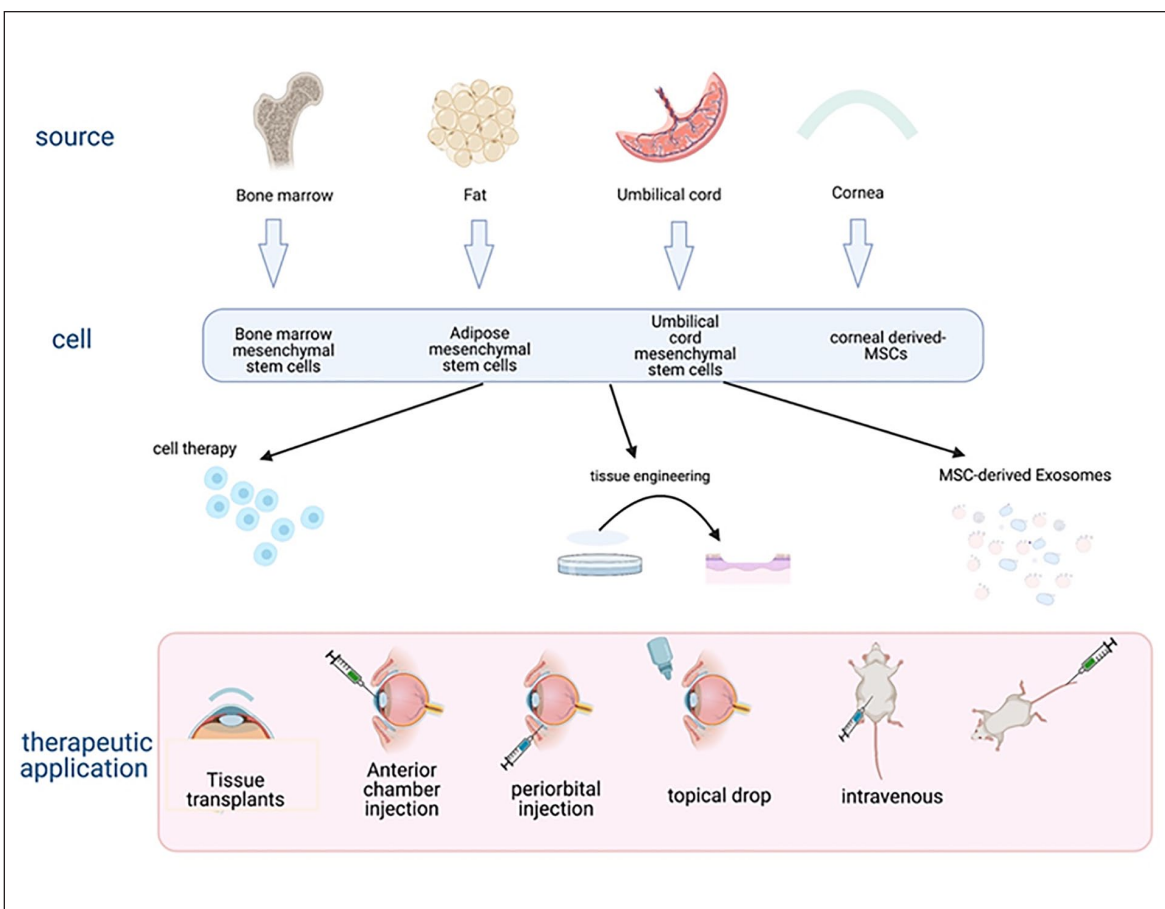 source
Bone marrow
Fat
Umbilical cord
Cornea
cell
Bone marrow
mesenchymal
stem cells
Adipose
mesenchymal
stem cells
Umbilical
cord
mesenchymal
stem cells
corneal derived-
MSCs
cell therapy
tissue engineering
MSC-derived Exosomes
therapeutic
application
Tissue
transplants
Anterior
chamber
injection
periorbital
injection
topical drop
intravenous